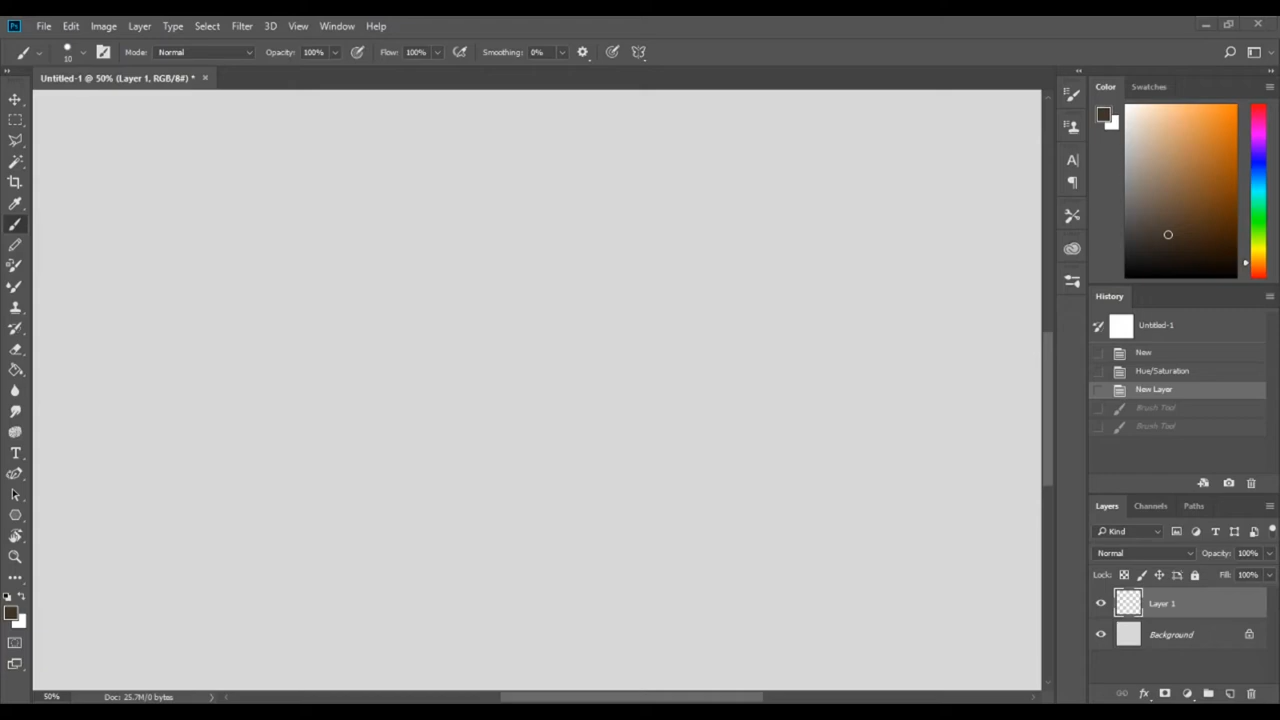 Ps File Edit Image Layer Type Select Filter 3D View Window Help
10 Mode: Normal Opacity: 100% Flow: 100% Smoothing: 0%
Untitled-1 @ 50% (Layer 1, RGB/8#) * ×
Color Swatches
History
Untitled-1
New
Hue/Saturation
New Layer
Brush Tool
Brush Tool
Layers Channels Paths
Kind
Normal Opacity: 100%
Lock: Fill: 100%
Layer 1
Background
50% Doc: 25.7M/0 bytes